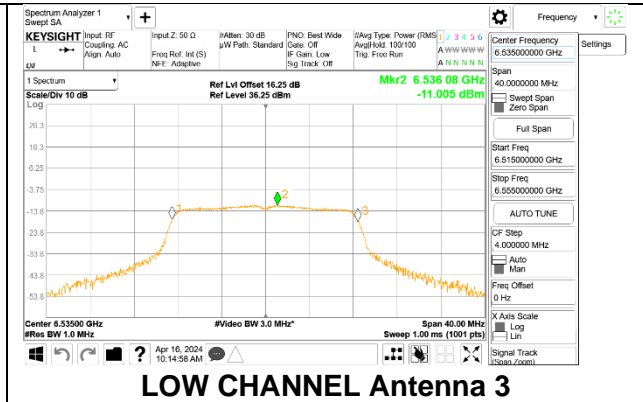 Spectrum Analyzer 1
Swept SA
+
Frequency
KEYSIGHT
L
Input: RF
Coupling: AC
Align: Auto
Input Z: 50 Ω
Freq Ref: Int (S)
NFE: Adaptive
#Atten: 30 dB
µW Path: Standard
PNO: Best Wide
Gate: Off
IF Gain: Low
Sig Track: Off
#Avg Type: Power (RMS
Avg|Hold: 100/100
Trig: Free Run
1 2 3 4 5 6
A W W W W W
A N N N N N
Center Frequency
6.535000000 GHz
Settings
Span
40.0000000 MHz
Swept Span
Zero Span
Full Span
Start Freq
6.515000000 GHz
Stop Freq
6.555000000 GHz
AUTO TUNE
CF Step
4.000000 MHz
Auto
Man
Freq Offset
0 Hz
X Axis Scale
Log
Lin
Signal Track
(Span Zoom)
1 Spectrum
Scale/Div 10 dB
Log
Ref Lvl Offset 16.25 dB
Ref Level 36.25 dBm
Mkr2 6.536 08 GHz
-11.005 dBm
26.3
16.3
6.25
-3.75
-13.8
-23.8
-33.8
-43.8
-53.8
1
2
3
Center 6.53500 GHz
#Res BW 1.0 MHz
#Video BW 3.0 MHz*
Span 40.00 MHz
Sweep 1.00 ms (1001 pts)
?
Apr 16, 2024
10:14:58 AM
LOW CHANNEL Antenna 3